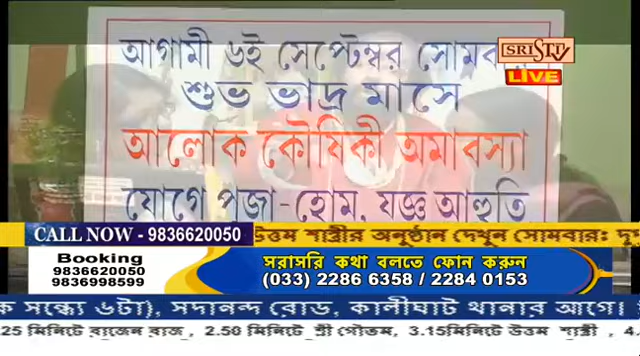 আগামী ৬ই সেপ্টেম্বর
SRISTI TV
LIVE
শুভ ভাদ্র মাসে
আলোক কৌষিকী অমাবস্যা
যোগে পূজা-হোম, যজ্ঞ আহুতি
CALL NOW - 9836620050
উত্তম শাস্ত্রীর অনুষ্ঠান দেখুন সোমবারঃ
Booking
9836620050
9836998599
সরাসরি কথা বলতে ফোন করুন
(033) 2286 6358 / 2284 0153
সন্ধ্যে ৬টা), সদানন্দ রোড, কালীঘাট থানার আগে
.25 মিনিটে রাজেন রাজ , 2.50 মিনিটে শ্রী গৌতম, 3.15মিনিটে উত্তম শাস্ত্রী ,